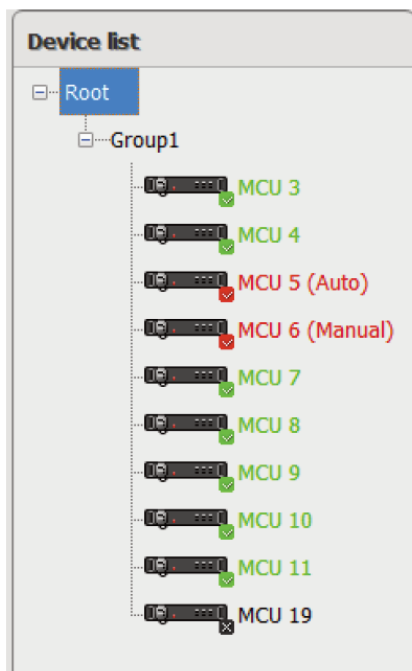 Device list
Root
Group1
MCU 3
MCU 4
MCU 5 (Auto)
MCU 6 (Manual)
MCU 7
MCU 8
MCU 9
MCU 10
MCU 11
MCU 19